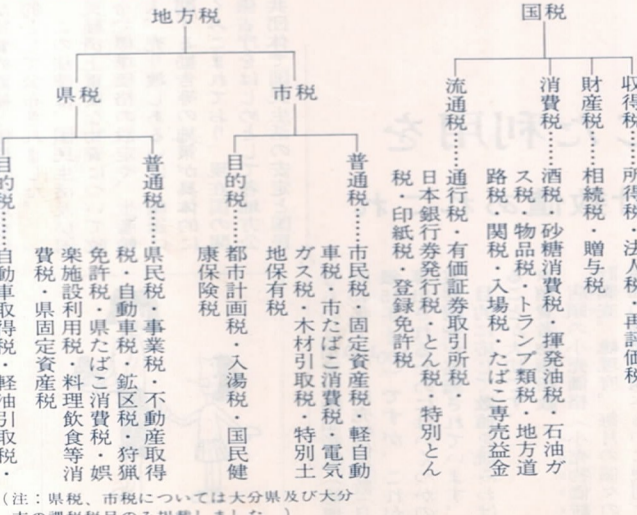 国税
収得税……所得税・法人税・再評価税
財産税……相続税・贈与税
消費税……酒税・砂糖消費税・揮発油税・石油ガ
ス税・物品税・トランプ類税・地方道
路税・関税・入場税・たばこ専売益金
流通税……通行税・有価証券取引所税・
日本銀行券発行税・とん税・特別とん
税・印紙税・登録免許税
地方税
市税
普通税……市民税・固定資産税・軽自動
車税・市たばこ消費税・電気
ガス税・木材引取税・特別土
地保有税
目的税……都市計画税・入湯税・国民健
康保険税
県税
普通税……県民税・事業税・不動産取得
税・自動車税・鉱区税・狩猟
免許税・県たばこ消費税・娯
楽施設利用税・料理飲食等消
費税・県固定資産税
目的税……自動車取得税・軽油引取税・
(注：県税、市税については大分県及び大分